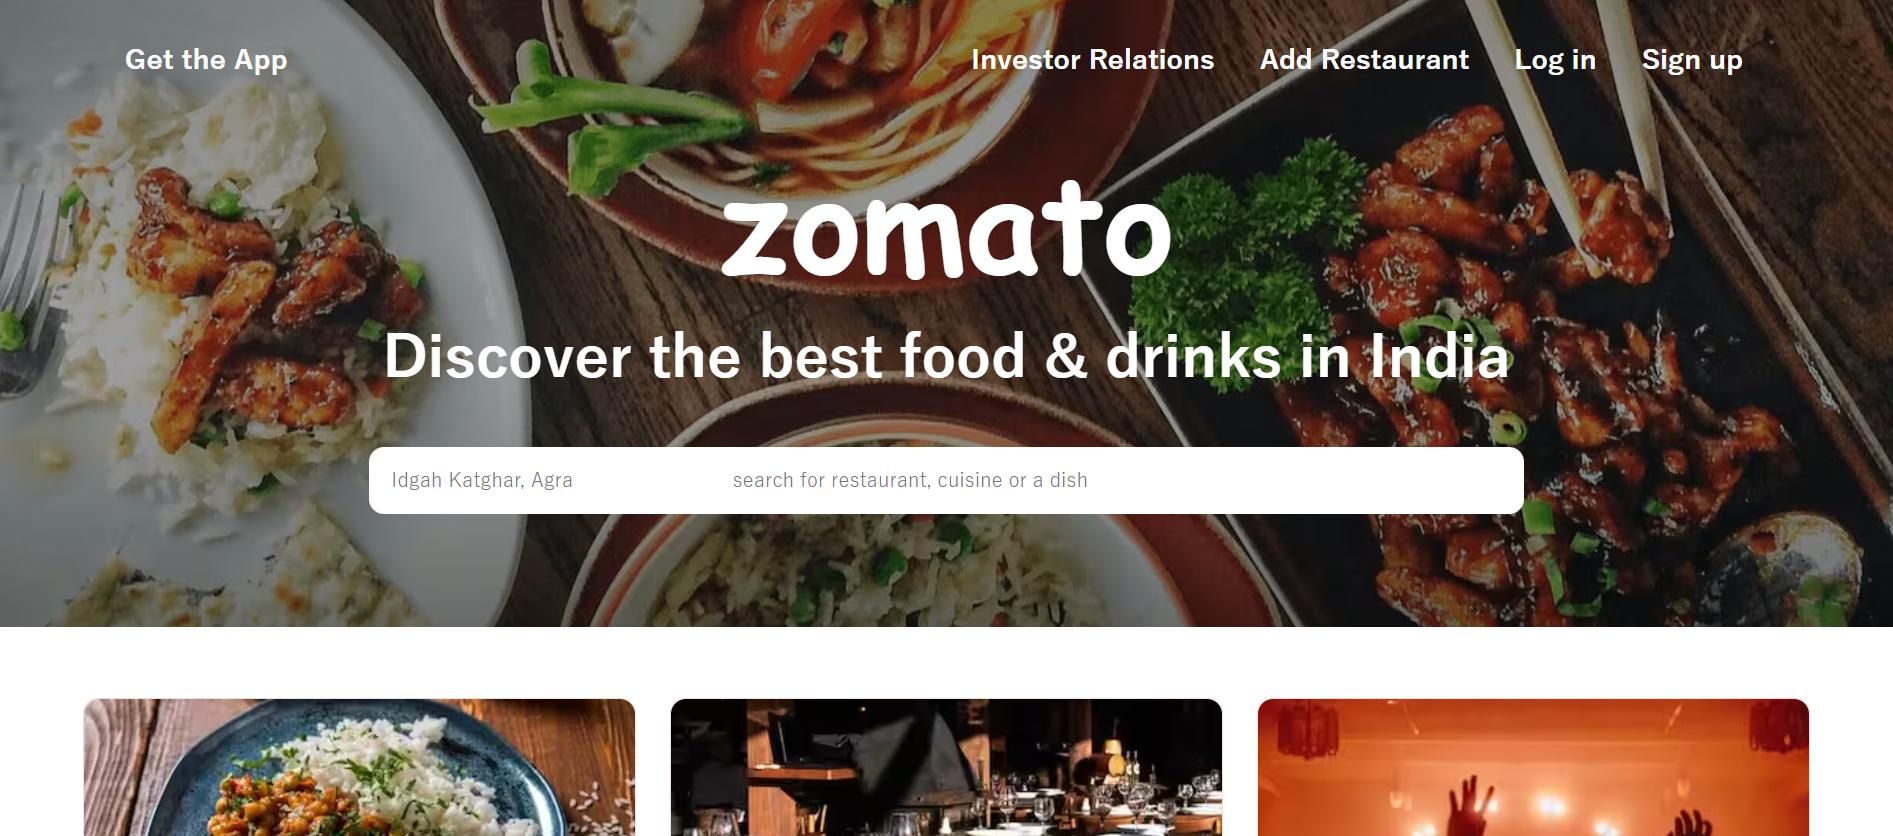 Get the App Investor Relations Add Restaurant Log in Sign up
zomato
Discover the best food & drinks in India
Idgah Katghar, Agra search for restaurant, cuisine or a dish